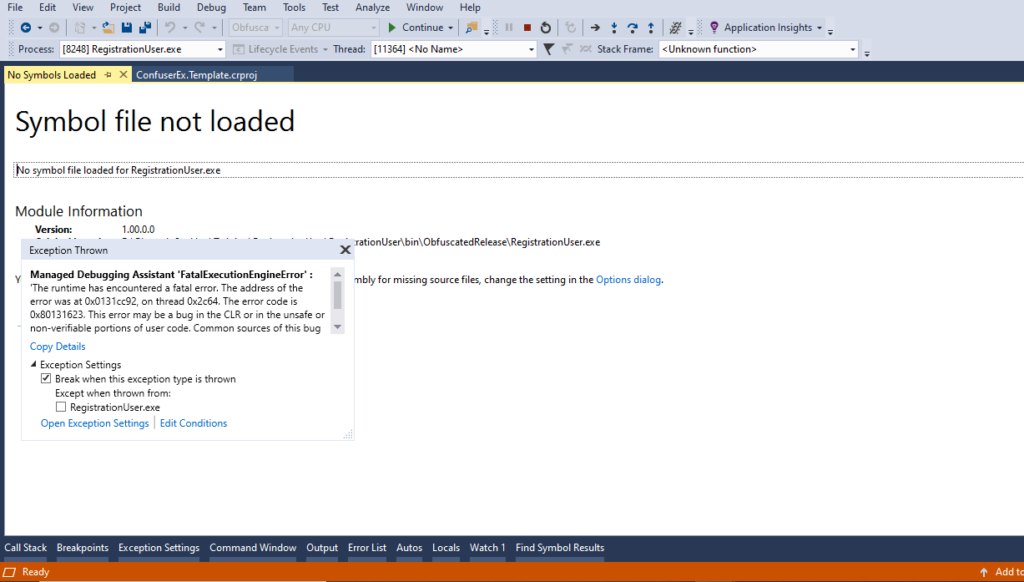 File Edit View Project Build Debug Team Tools Test Analyze Window Help
Obfusca Any CPU Continue Application Insights
Process: [8248] RegistrationUser.exe Lifecycle Events Thread: [11364] <No Name> Stack Frame: <Unknown function>
No Symbols Loaded ConfuserEx.Template.crproj
Symbol file not loaded
No symbol file loaded for RegistrationUser.exe
Module Information
Version: 1.00.0.0
RegistrationUser\bin\ObfuscatedRelease\RegistrationUser.exe
Exception Thrown
for missing source files, change the setting in the Options dialog.
Managed Debugging Assistant 'FatalExecutionEngineError' :
'The runtime has encountered a fatal error. The address of the
error was at 0x0131cc92, on thread 0x2c64. The error code is
0x80131623. This error may be a bug in the CLR or in the unsafe or
non-verifiable portions of user code. Common sources of this bug
Copy Details
Exception Settings
Break when this exception type is thrown
Except when thrown from:
RegistrationUser.exe
Open Exception Settings Edit Conditions
Call Stack Breakpoints Exception Settings Command Window Output Error List Autos Locals Watch 1 Find Symbol Results
Ready Add to